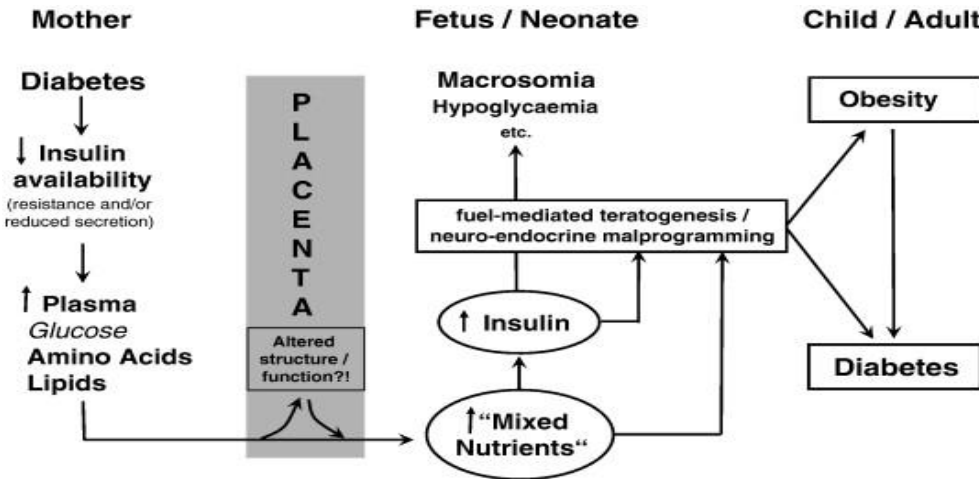 Mother
Fetus / Neonate
Child / Adult
Diabetes
↓ Insulin
availability
(resistance and/or
reduced secretion)
↑ Plasma
Glucose
Amino Acids
Lipids
P
L
A
C
E
N
T
A
Altered
structure /
function?!
Macrosomia
Hypoglycaemia
etc.
fuel-mediated teratogenesis /
neuro-endocrine malprogramming
↑ Insulin
↑ “Mixed
Nutrients“
Obesity
Diabetes